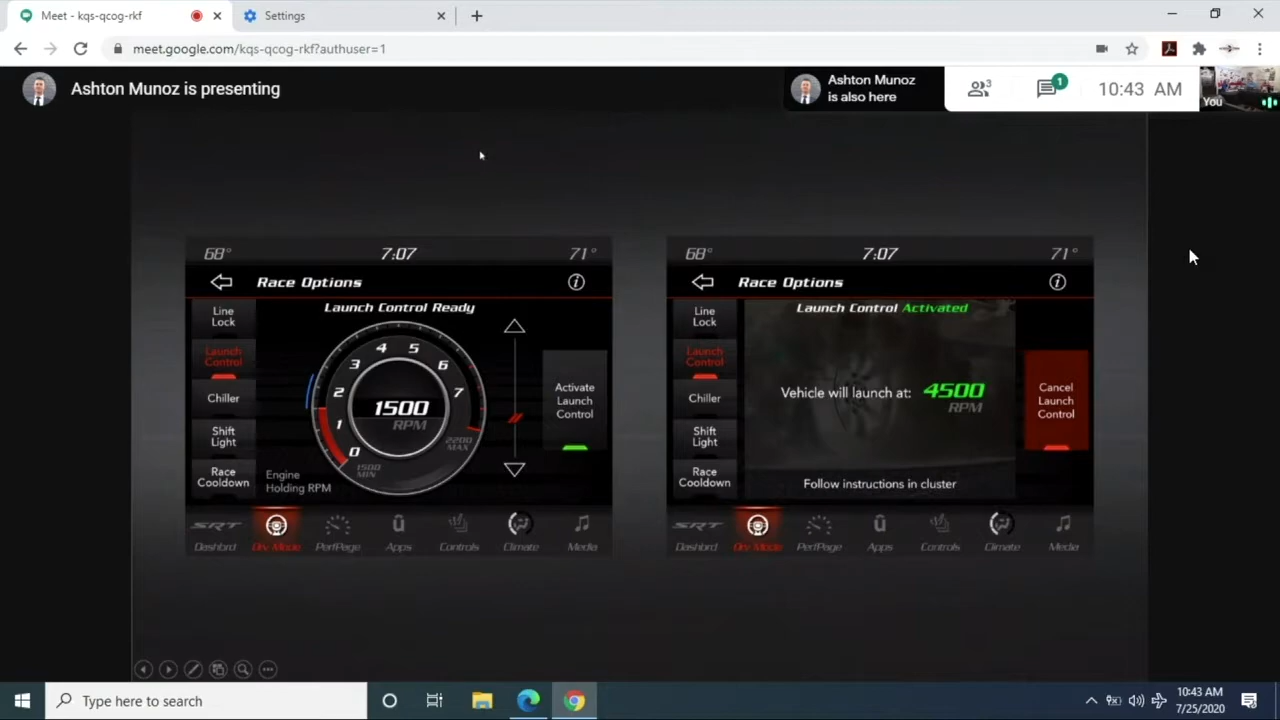 Meet - kqs-qcog-rkf
Settings
meet.google.com/kqs-qcog-rkf?authuser=1
Ashton Munoz is presenting
Ashton Munoz
is also here
3
1
10:43 AM
You
68°
7:07
71°
Race Options
Launch Control Ready
Line
Lock
Launch
Control
Chiller
Shift
Light
Race
Cooldown
0
1
2
3
4
5
6
7
1500
RPM
1500
MIN
2200
MAX
Engine
Holding RPM
Activate
Launch
Control
SRT
Dashbrd
Drv Mode
PerfPage
Apps
Controls
Climate
Media
68°
7:07
71°
Race Options
Launch Control Activated
Line
Lock
Launch
Control
Chiller
Shift
Light
Race
Cooldown
Vehicle will launch at: 4500
RPM
Follow instructions in cluster
Cancel
Launch
Control
SRT
Dashbrd
Drv Mode
PerfPage
Apps
Controls
Climate
Media
Type here to search
10:43 AM
7/25/2020